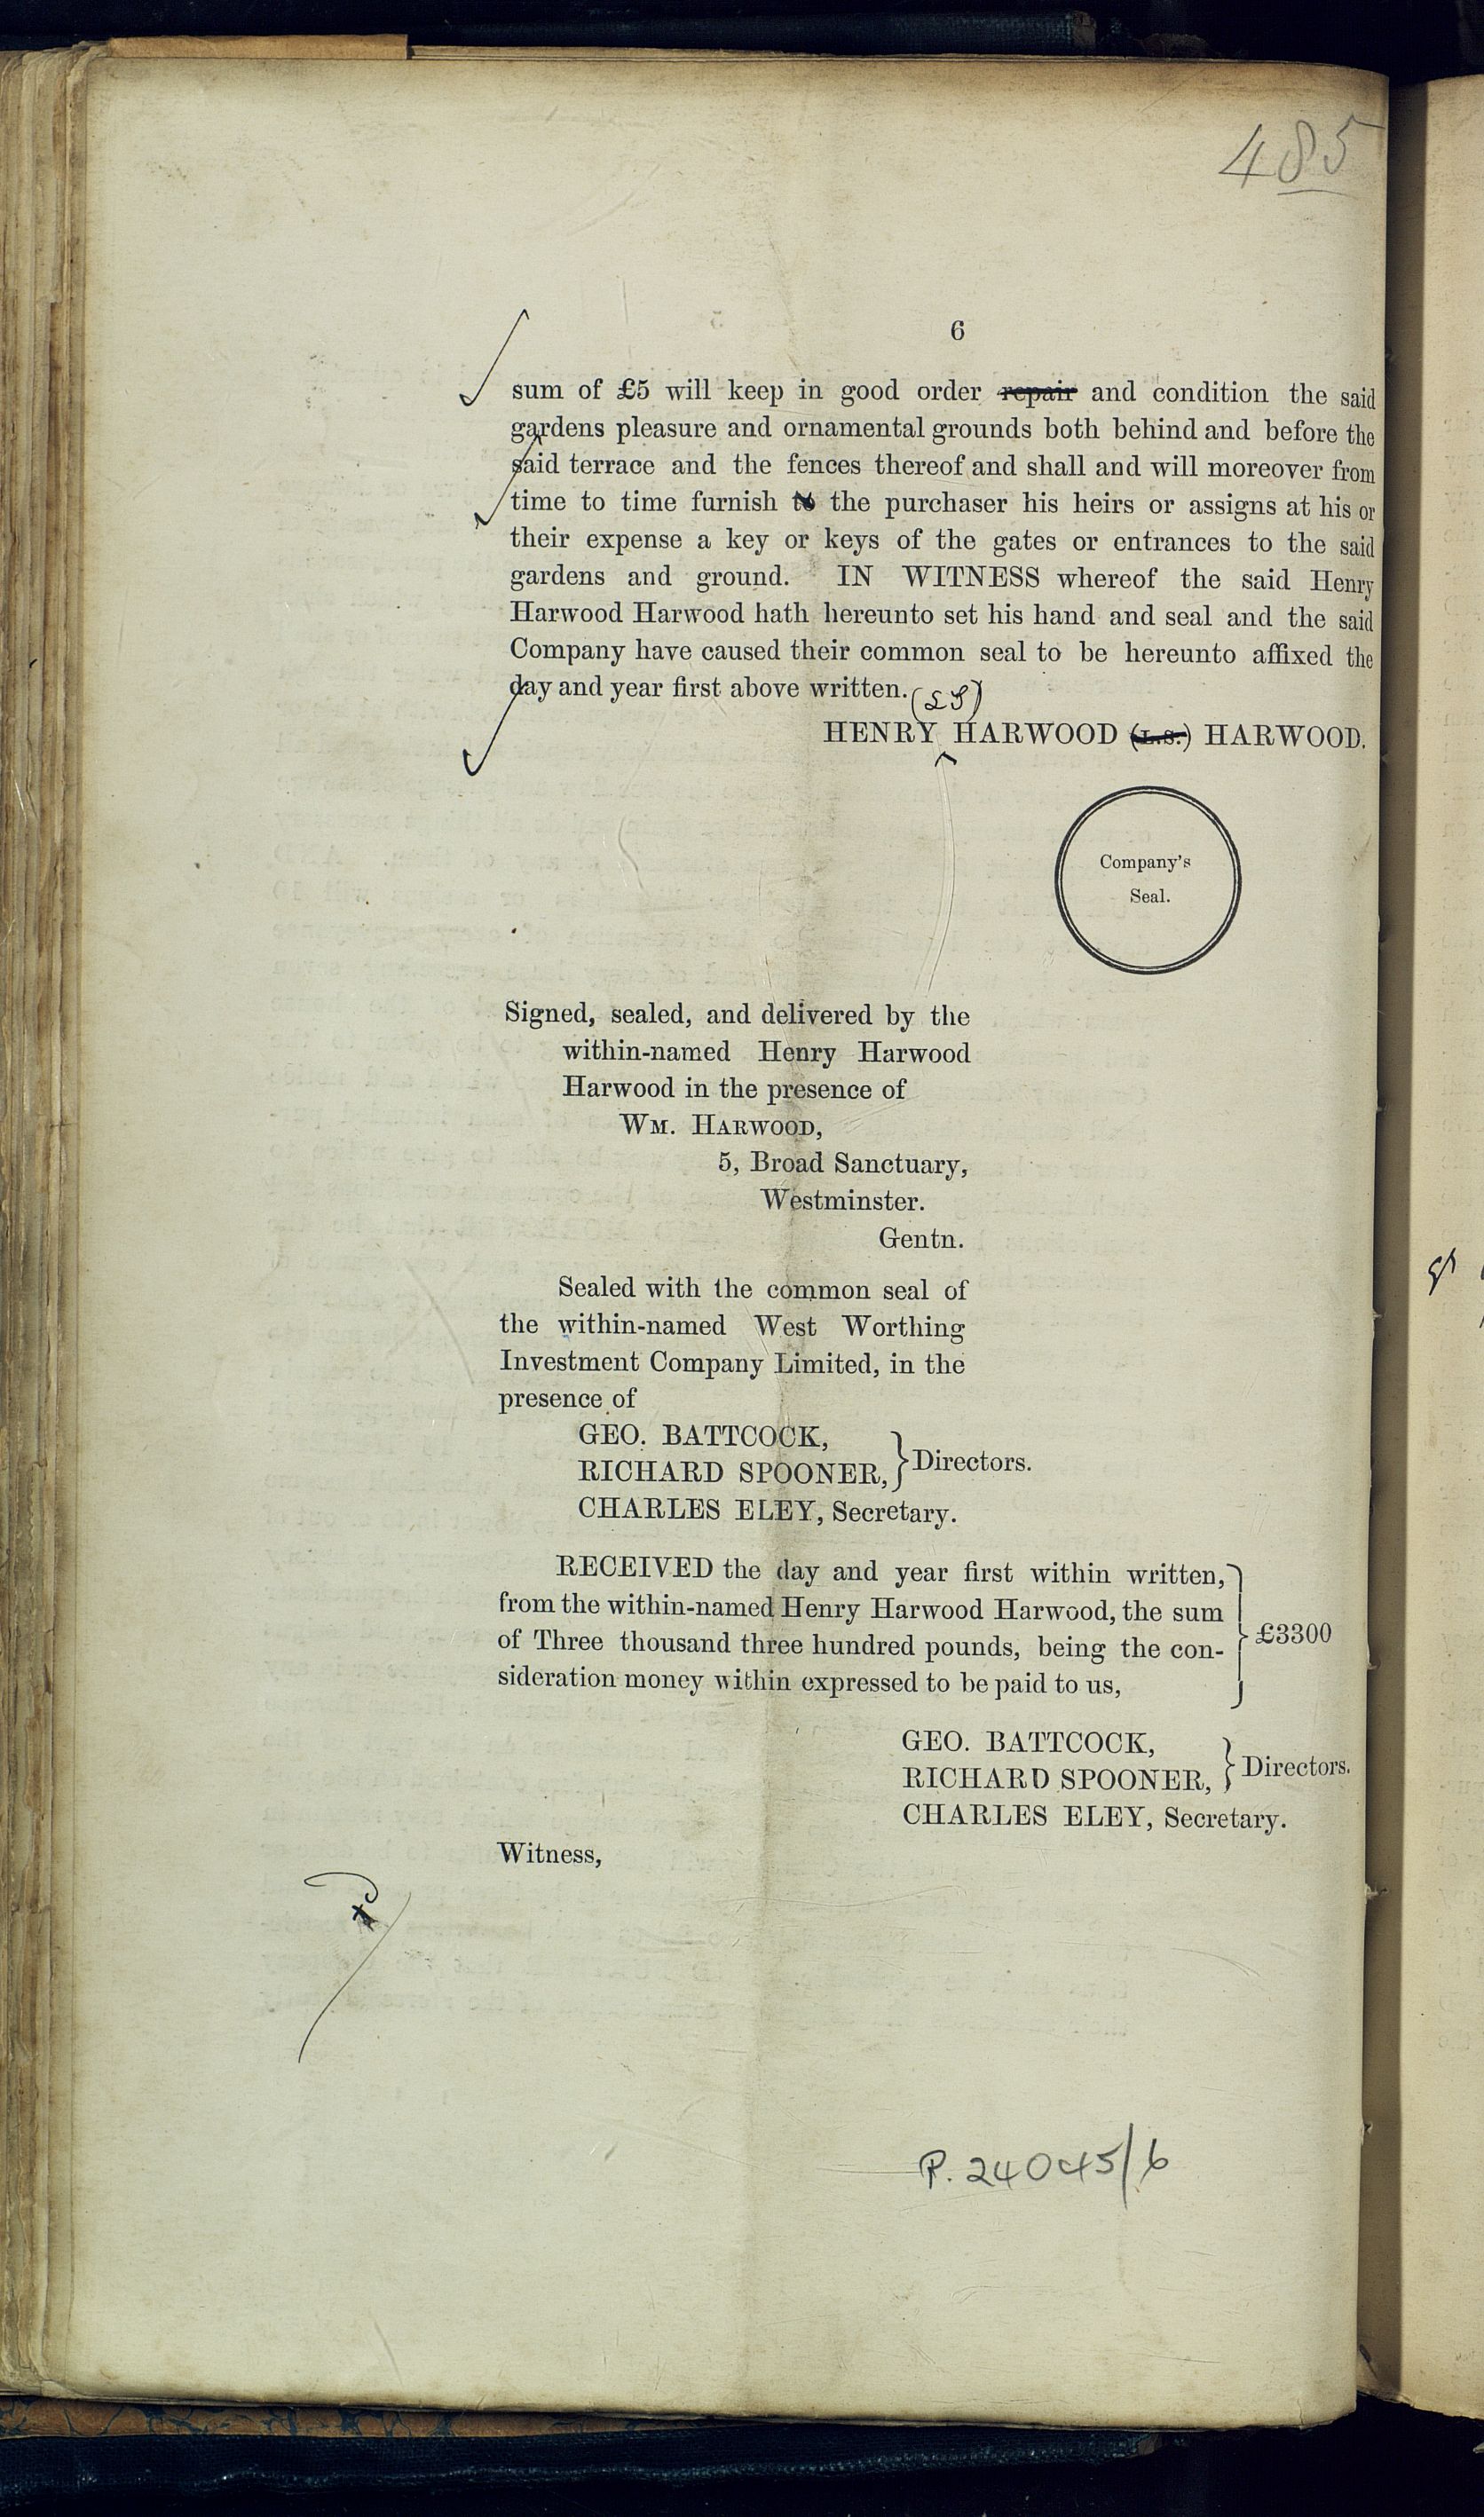 485
6
sum of £5 will keep in good order repair and condition the said
gardens pleasure and ornamental grounds both behind and before the
said terrace and the fences thereof and shall and will moreover from
time to time furnish to the purchaser his heirs or assigns at his or
their expense a key or keys of the gates or entrances to the said
gardens and ground. IN WITNESS whereof the said Henry
Harwood Harwood hath hereunto set his hand and seal and the said
Company have caused their common seal to be hereunto affixed the
day and year first above written.
(LS)
HENRY HARWOOD (L.S.) HARWOOD.
Company's
Seal.
Signed, sealed, and delivered by the
within-named Henry Harwood
Harwood in the presence of
WM. HARWOOD,
5, Broad Sanctuary,
Westminster.
Gentn.
Sealed with the common seal of
the within-named West Worthing
Investment Company Limited, in the
presence of
GEO. BATTCOCK,
RICHARD SPOONER, } Directors.
CHARLES ELEY, Secretary.
RECEIVED the day and year first within written,
from the within-named Henry Harwood Harwood, the sum
of Three thousand three hundred pounds, being the con-
sideration money within expressed to be paid to us,
} £3300
GEO. BATTCOCK,
RICHARD SPOONER, } Directors.
CHARLES ELEY, Secretary.
Witness,
P. 24045/6